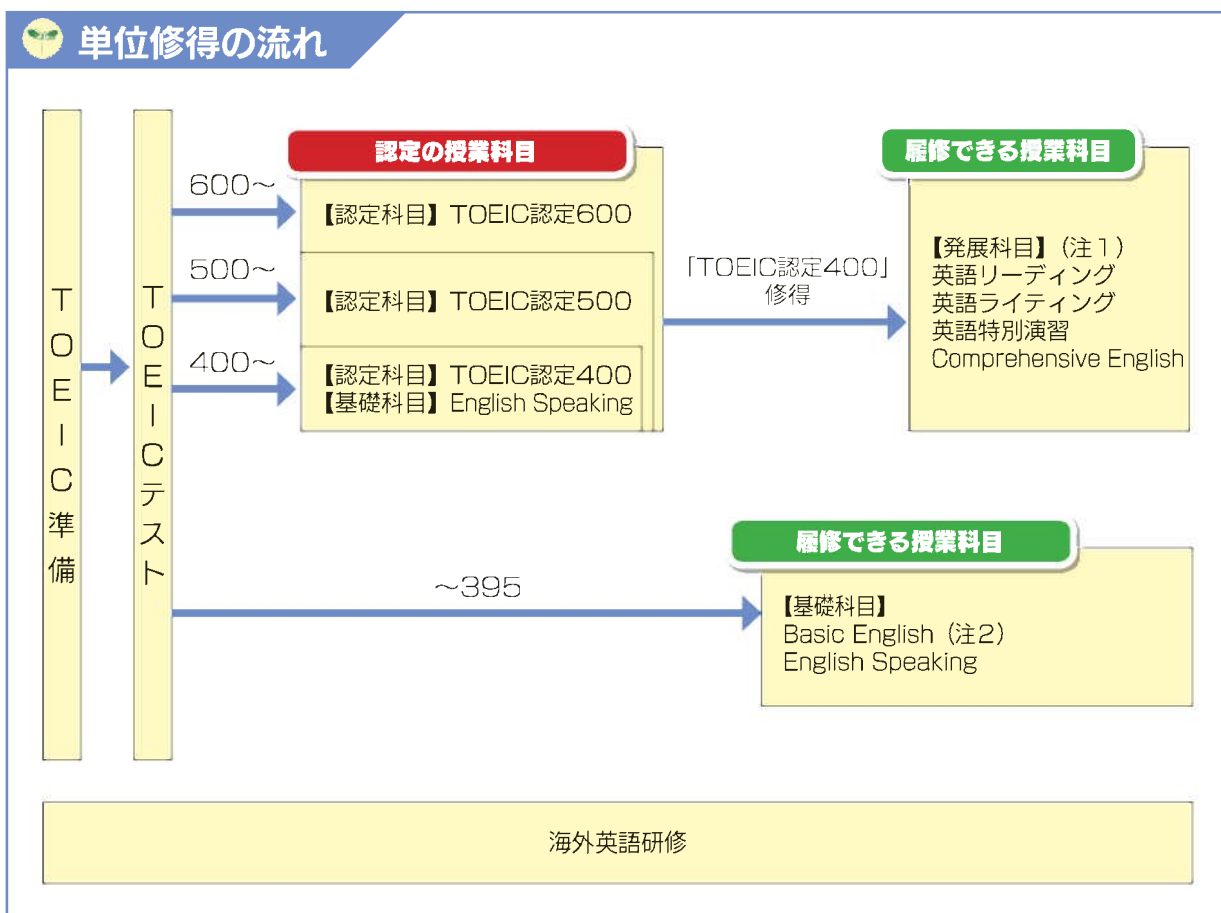 単位修得の流れ
TOEIC準備
TOEICテスト
認定の授業科目
600~
【認定科目】TOEIC認定600
500~
【認定科目】TOEIC認定500
400~
【認定科目】TOEIC認定400
【基礎科目】English Speaking
「TOEIC認定400」
修得
履修できる授業科目
【発展科目】(注1)
英語リーディング
英語ライティング
英語特別演習
Comprehensive English
~395
履修できる授業科目
【基礎科目】
Basic English(注2)
English Speaking
海外英語研修